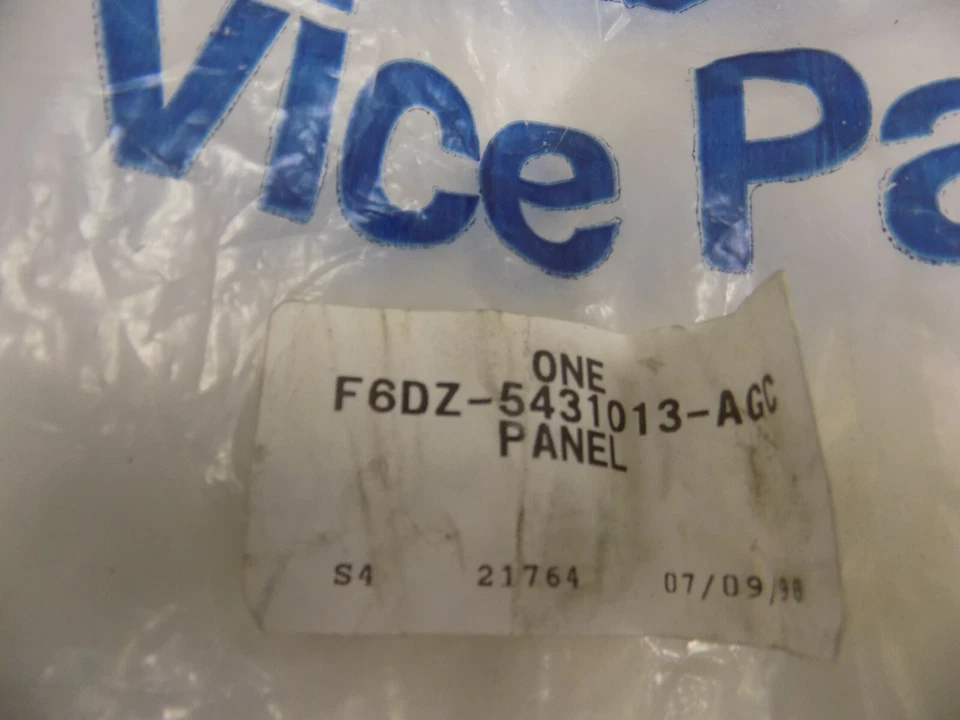 vice Pa
ONE
F6DZ-5431013-AGC
PANEL
S4 21764 07/09/98